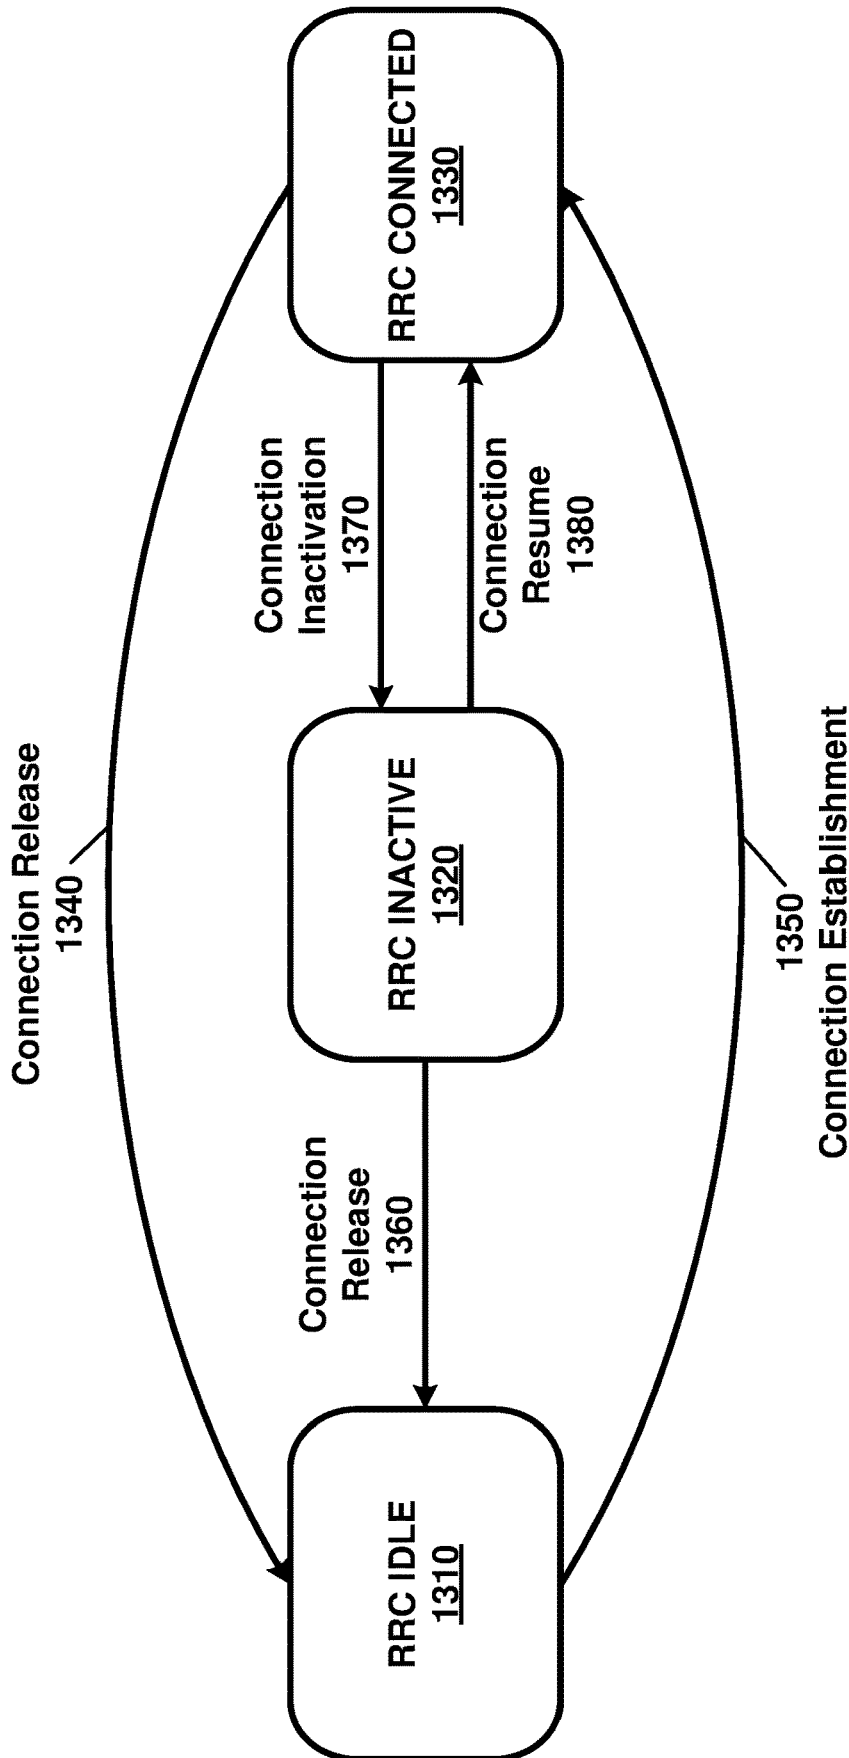 Connection Release
1340
RRC IDLE
1310
Connection
Release
1360
RRC INACTIVE
1320
Connection
Inactivation
1370
Connection
Resume
1380
RRC CONNECTED
1330
1350
Connection Establishment